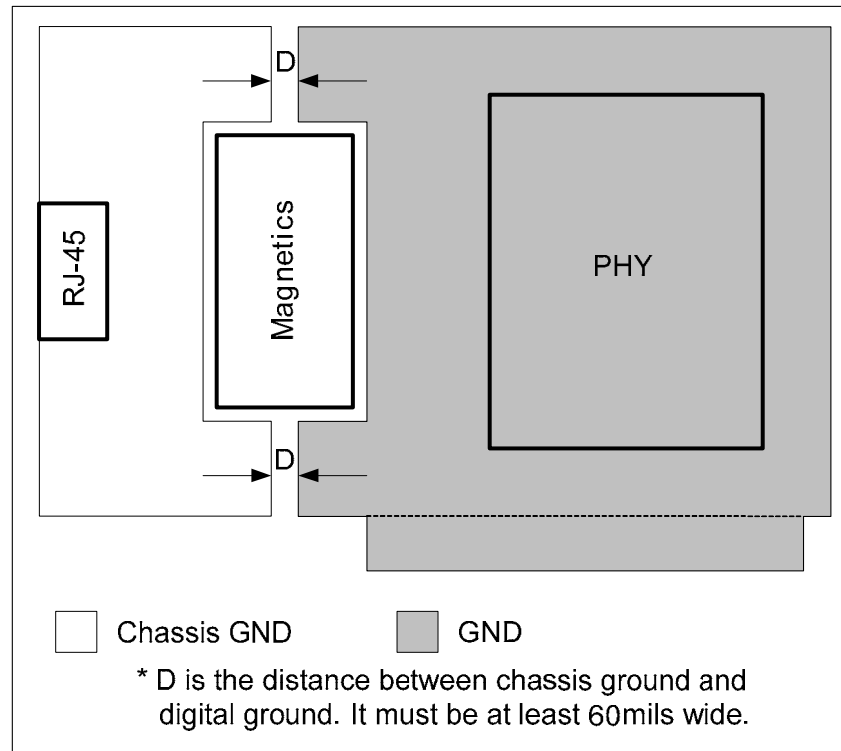 D
RJ-45
Magnetics
PHY
D
Chassis GND
GND
* D is the distance between chassis ground and
digital ground. It must be at least 60mils wide.